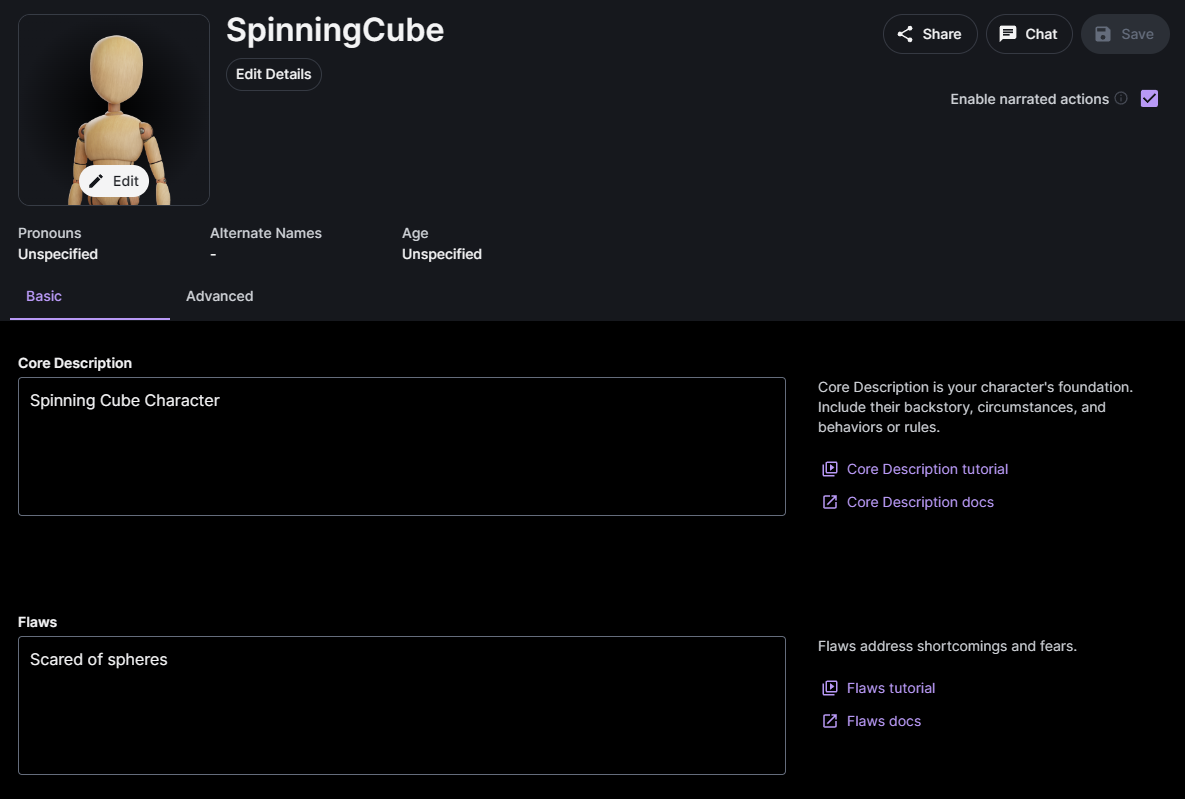 SpinningCube
Share
Chat
Save
Edit Details
Enable narrated actions
Edit
Pronouns
Alternate Names
Age
Unspecified
-
Unspecified
Basic
Advanced
Core Description
Spinning Cube Character
Core Description is your character's foundation.
Include their backstory, circumstances, and
behaviors or rules.
Core Description tutorial
Core Description docs
Flaws
Scared of spheres
Flaws address shortcomings and fears.
Flaws tutorial
Flaws docs